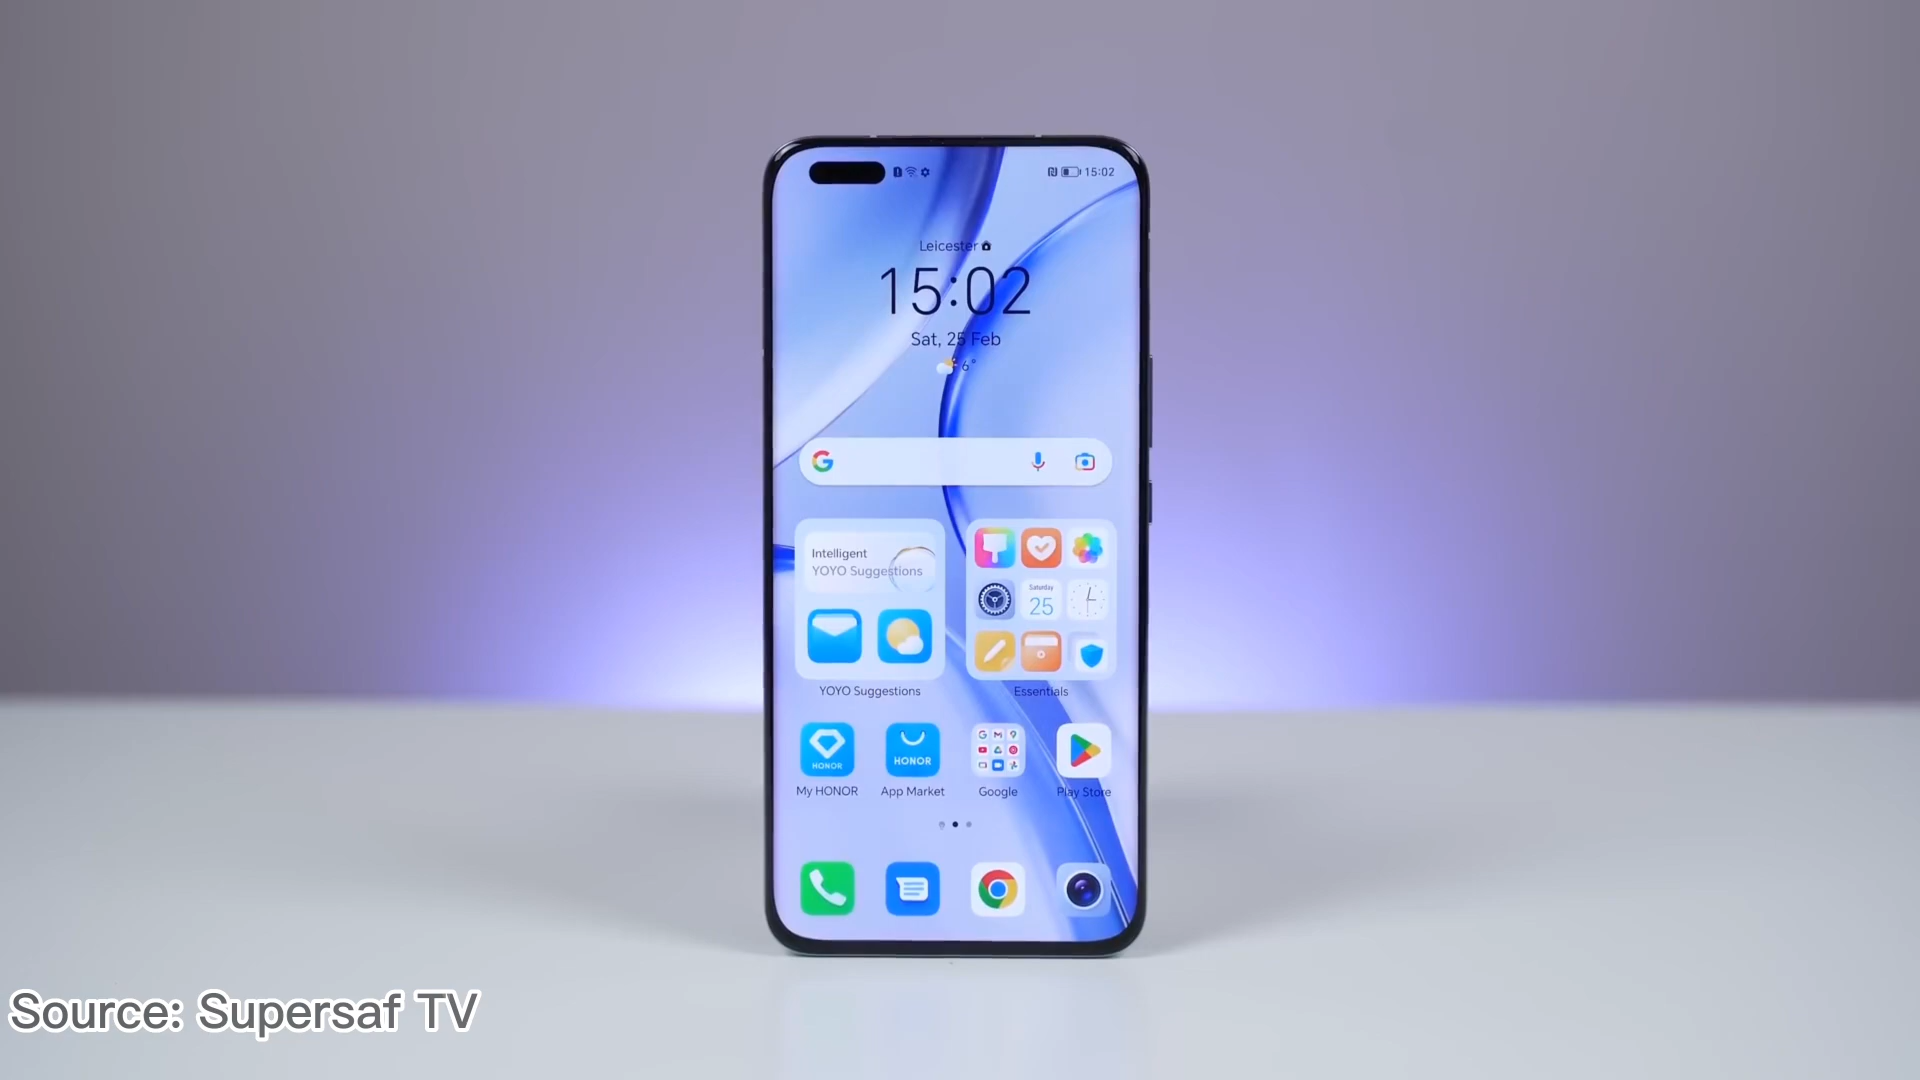 15:02
Leicester
15:02
Sat, 25 Feb
6°
Intelligent
YOYO Suggestions
Saturday
25
YOYO Suggestions
Essentials
HONOR
HONOR
My HONOR
App Market
Google
Play Store
Source: Supersaf TV